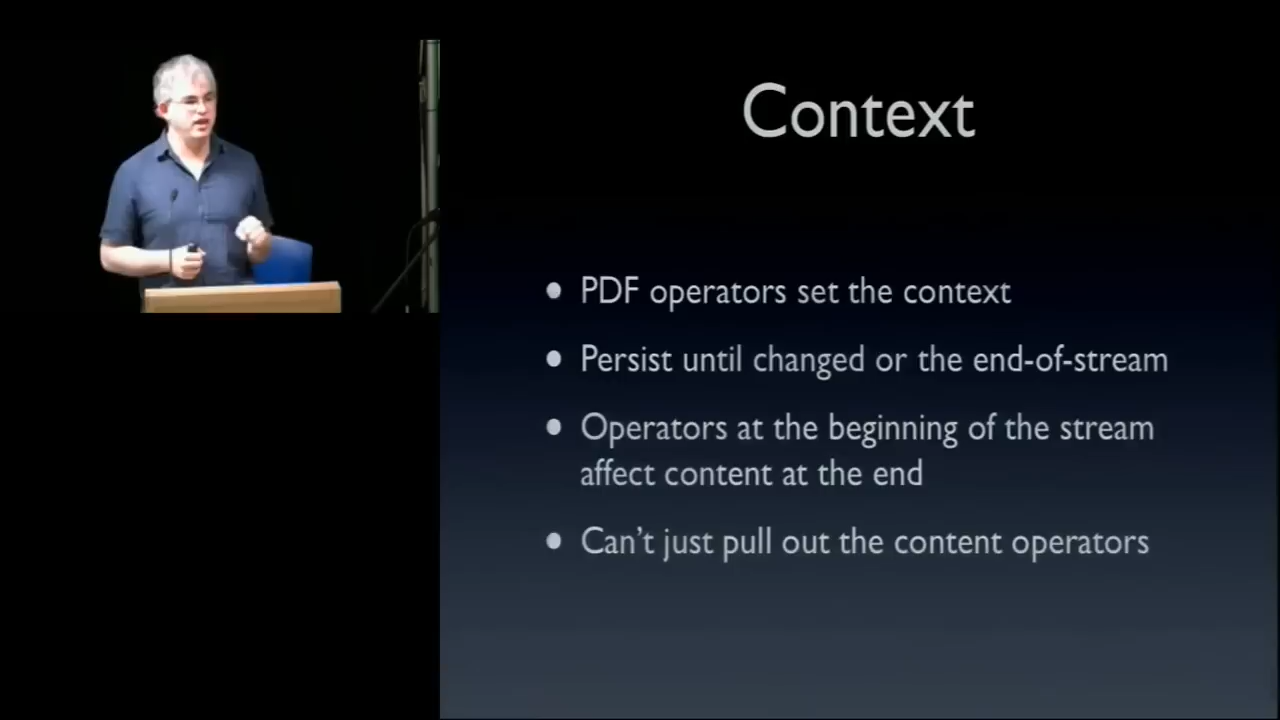 Context
• PDF operators set the context
• Persist until changed or the end-of-stream
• Operators at the beginning of the stream
affect content at the end
• Can't just pull out the content operators